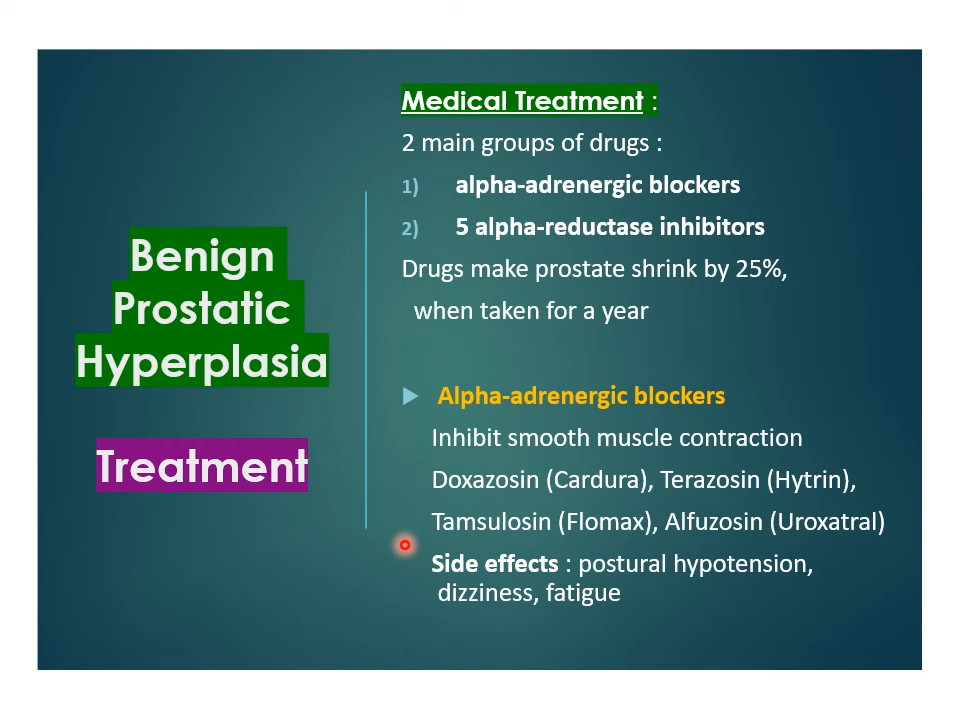 Benign
Prostatic
Hyperplasia
Treatment
Medical Treatment :
2 main groups of drugs :
1) alpha-adrenergic blockers
2) 5 alpha-reductase inhibitors
Drugs make prostate shrink by 25%,
when taken for a year
Alpha-adrenergic blockers
Inhibit smooth muscle contraction
Doxazosin (Cardura), Terazosin (Hytrin),
Tamsulosin (Flomax), Alfuzosin (Uroxatral)
Side effects : postural hypotension,
dizziness, fatigue